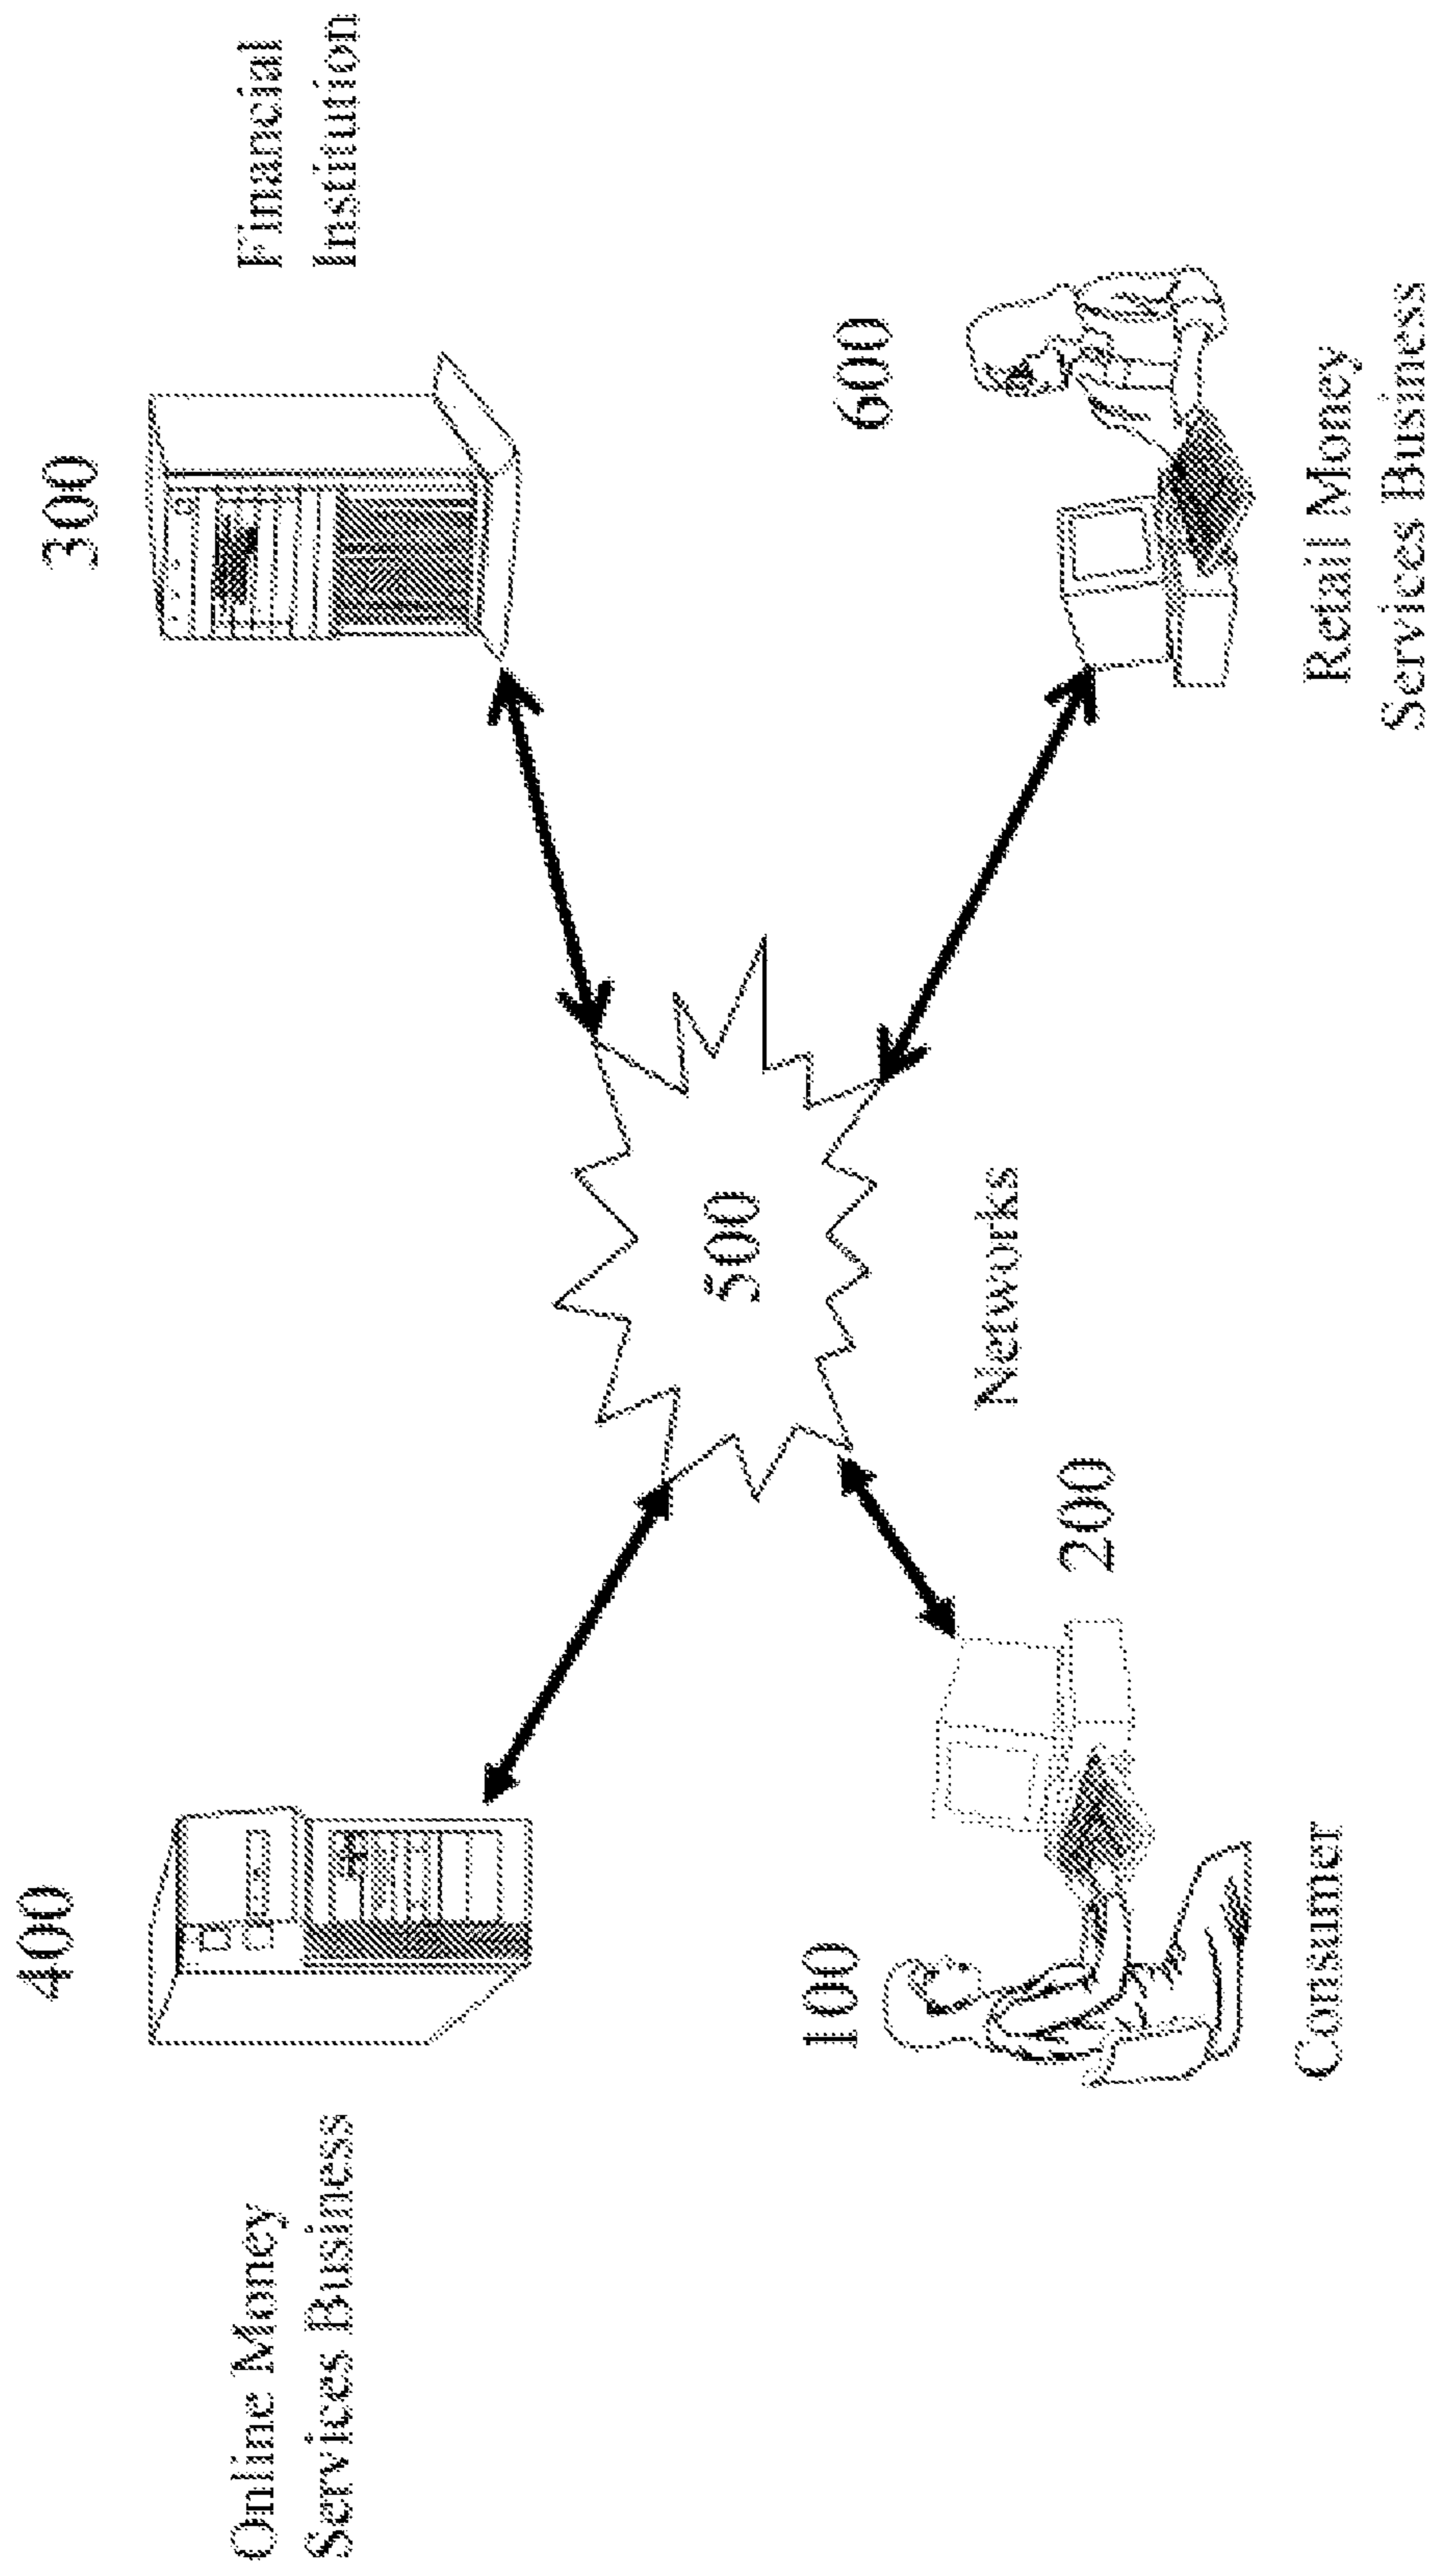 400
300
Online Money
Services Business
Financial
Institution
500
Networks
100
200
600
Consumer
Retail Money
Services Business